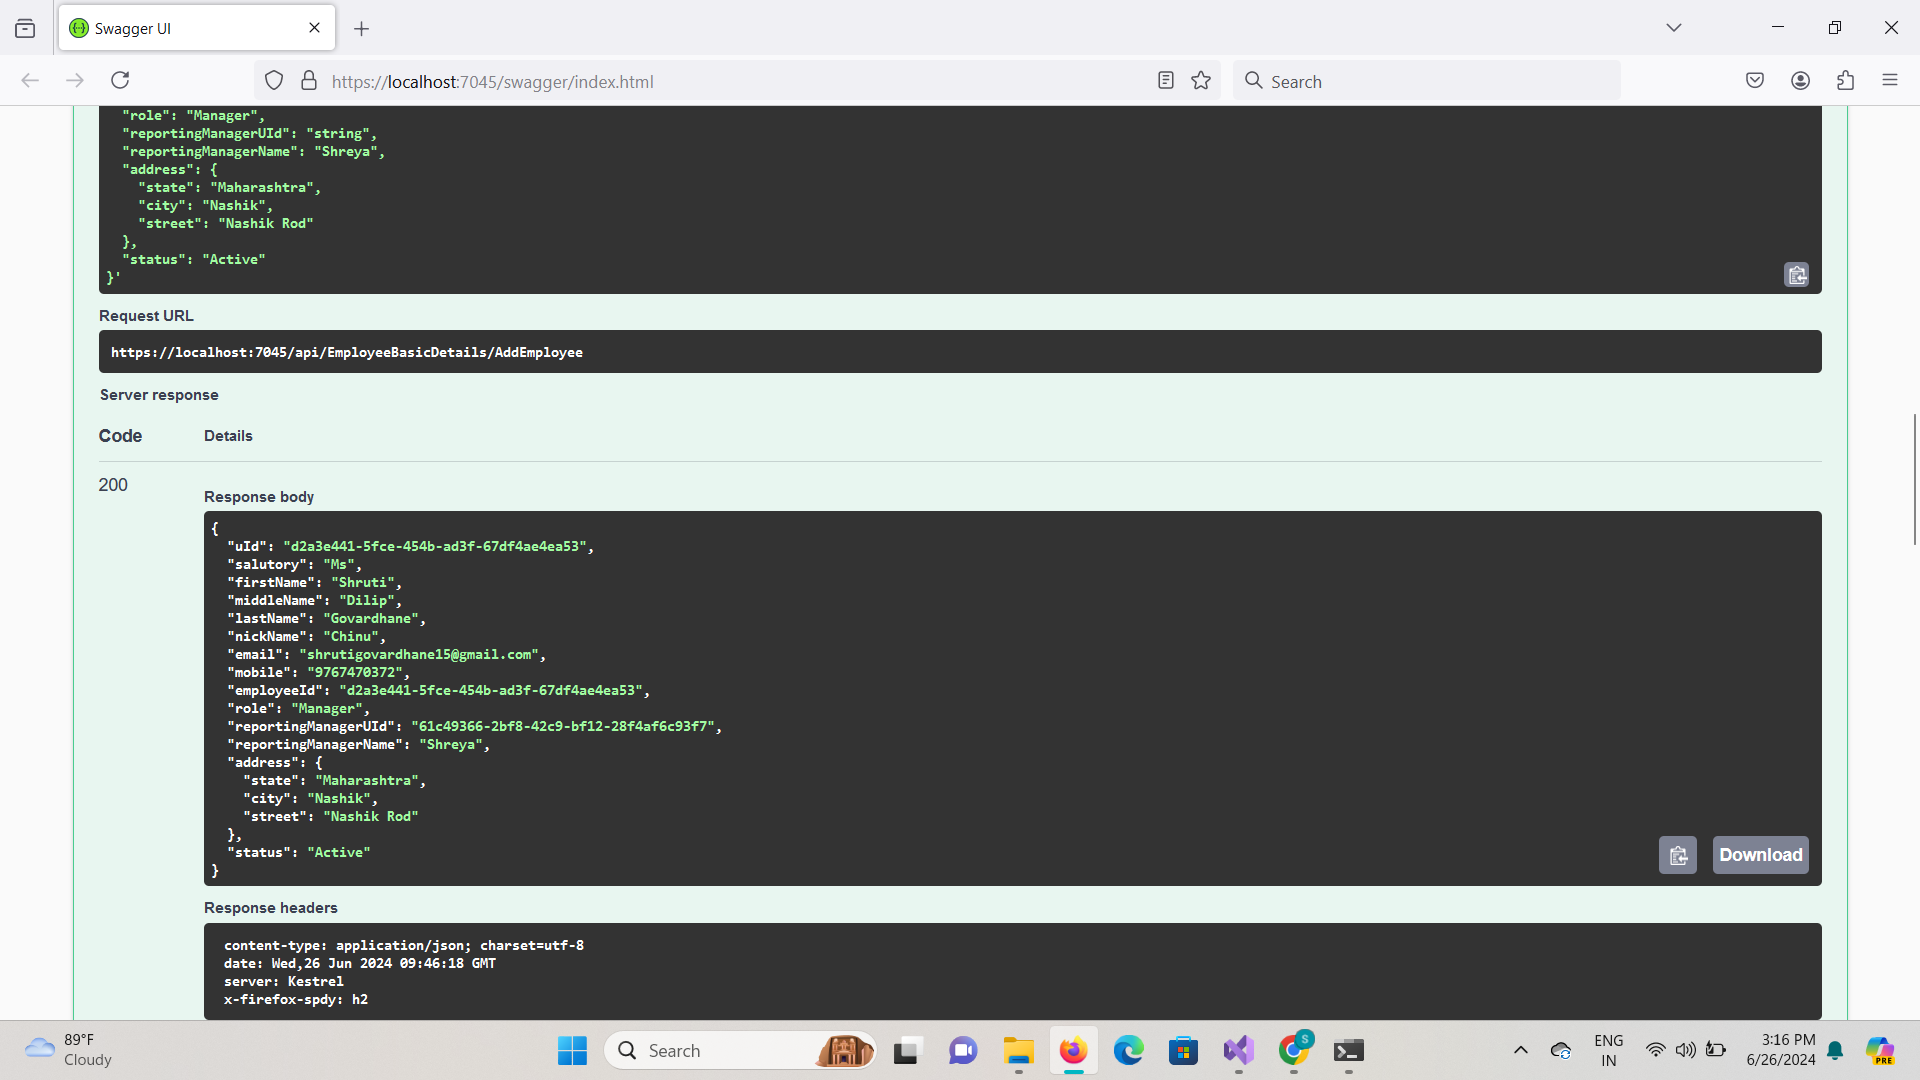 Swagger UI
https://localhost:7045/swagger/index.html
Search
"role": "Manager",
"reportingManagerUId": "string",
"reportingManagerName": "Shreya",
"address": {
"state": "Maharashtra",
"city": "Nashik",
"street": "Nashik Rod"
},
"status": "Active"
}'
Request URL
https://localhost:7045/api/EmployeeBasicDetails/AddEmployee
Server response
Code
Details
200
Response body
{
"uId": "d2a3e441-5fce-454b-ad3f-67df4ae4ea53",
"salutory": "Ms",
"firstName": "Shruti",
"middleName": "Dilip",
"lastName": "Govardhane",
"nickName": "Chinu",
"email": "shrutigovardhane15@gmail.com",
"mobile": "9767470372",
"employeeId": "d2a3e441-5fce-454b-ad3f-67df4ae4ea53",
"role": "Manager",
"reportingManagerUId": "61c49366-2bf8-42c9-bf12-28f4af6c93f7",
"reportingManagerName": "Shreya",
"address": {
"state": "Maharashtra",
"city": "Nashik",
"street": "Nashik Rod"
},
"status": "Active"
}
Download
Response headers
content-type: application/json; charset=utf-8
date: Wed,26 Jun 2024 09:46:18 GMT
server: Kestrel
x-firefox-spdy: h2
89°F
Cloudy
Search
S
ENG
IN
3:16 PM
6/26/2024
PRE